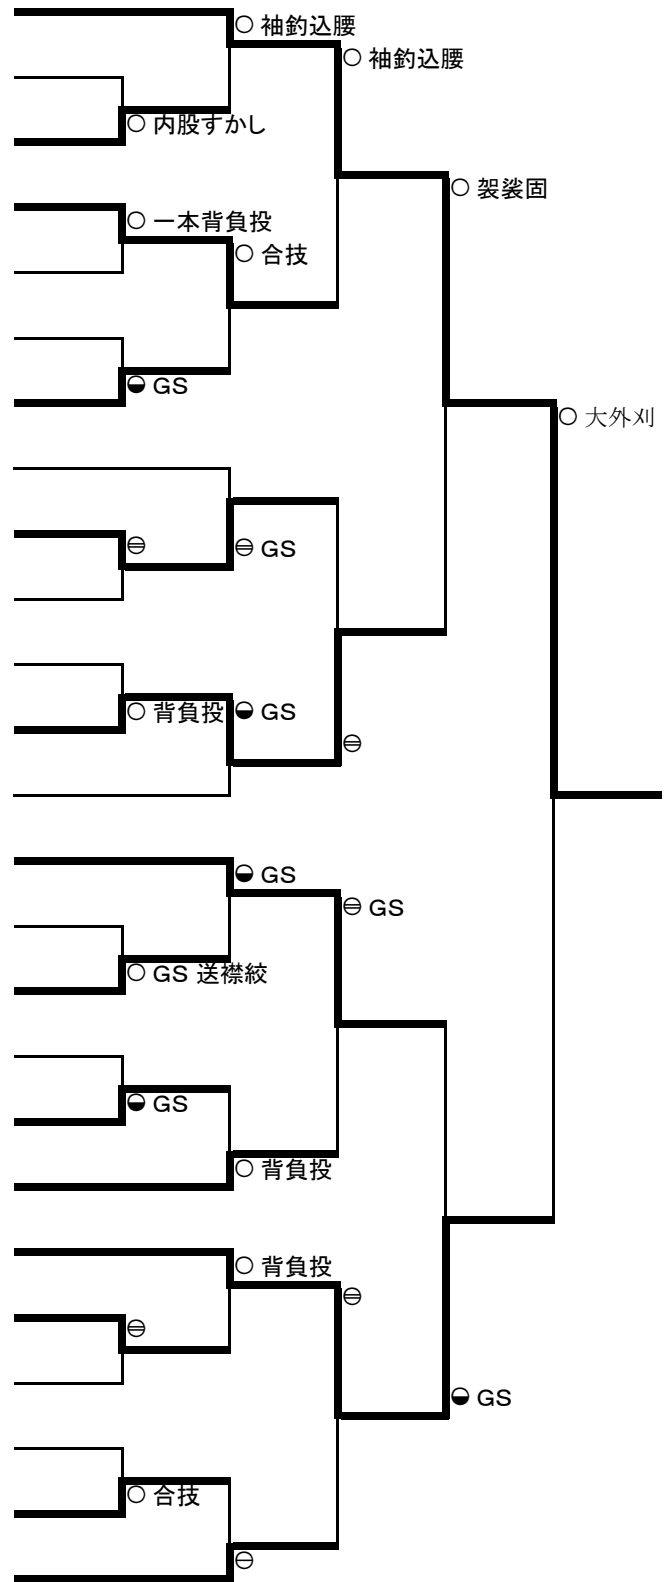 ○ 袖釣込腰
○ 袖釣込腰
○ 内股すかし
○ 袈裟固
○ 一本背負投
○ 合技
◒ GS
○ 大外刈
⊖
⊖ GS
○ 背負投
◒ GS
⊖
◒ GS
⊖ GS
○ GS 送襟絞
◒ GS
○ 背負投
○ 背負投
⊖
⊖
◒ GS
○ 合技
⊖